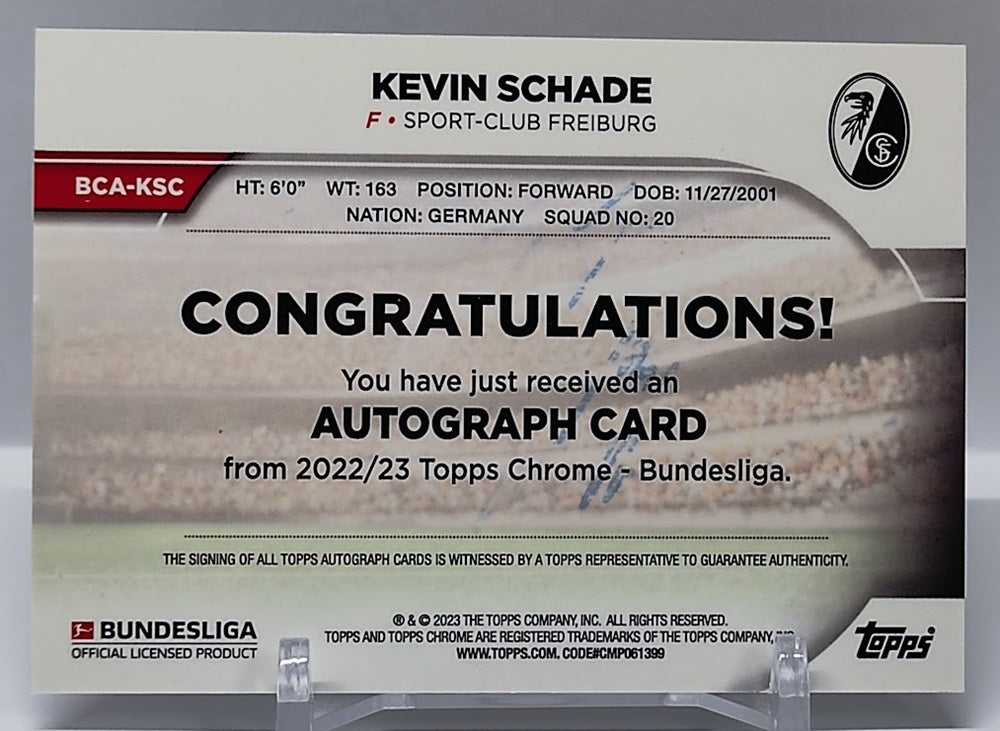 KEVIN SCHADE
F • SPORT-CLUB FREIBURG
SC
BCA-KSC
HT: 6'0" WT: 163 POSITION: FORWARD DOB: 11/27/2001
NATION: GERMANY SQUAD NO: 20
CONGRATULATIONS!
You have just received an
AUTOGRAPH CARD
from 2022/23 Topps Chrome - Bundesliga.
THE SIGNING OF ALL TOPPS AUTOGRAPH CARDS IS WITNESSED BY A TOPPS REPRESENTATIVE TO GUARANTEE AUTHENTICITY.
BUNDESLIGA
OFFICIAL LICENSED PRODUCT
® & © 2023 THE TOPPS COMPANY, INC. ALL RIGHTS RESERVED.
TOPPS AND TOPPS CHROME ARE REGISTERED TRADEMARKS OF THE TOPPS COMPANY,
WWW.TOPPS.COM. CODE#CMP061399
topps